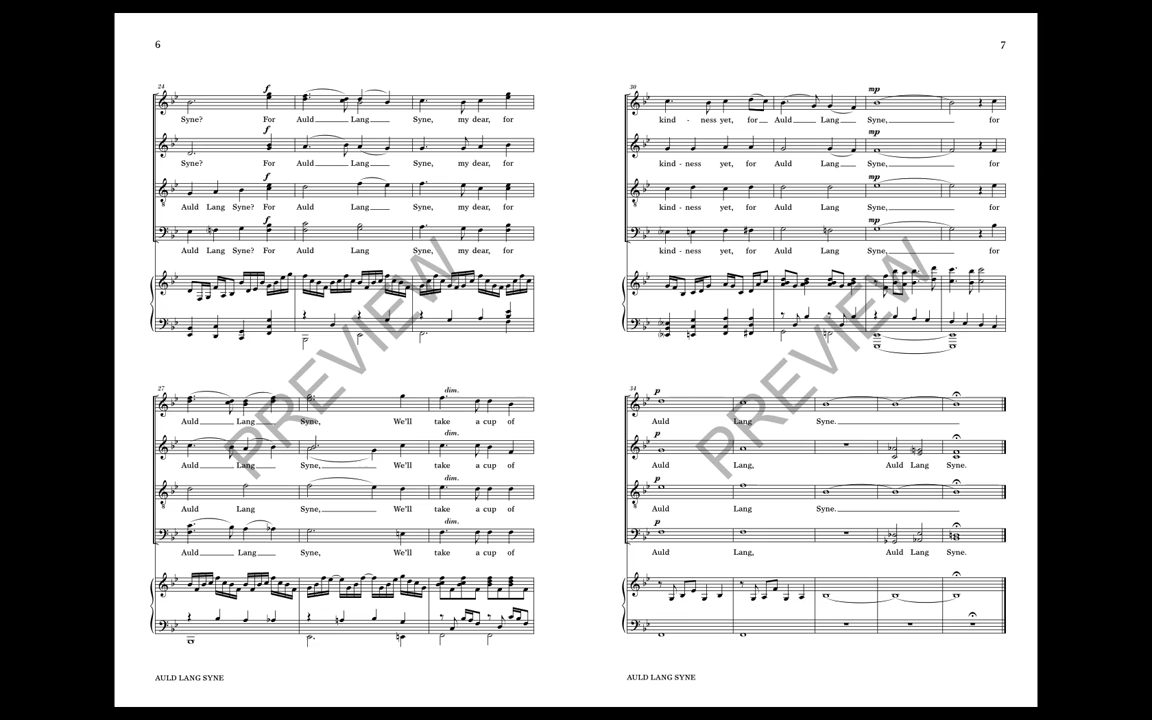 6
24
f
Syne? For Auld Lang Syne, my dear, for
f
Syne? For Auld Lang Syne, my dear, for
f
Auld Lang Syne? For Auld Lang Syne, my dear, for
f
Auld Lang Syne? For Auld Lang Syne, my dear, for
27
dim.
Auld Lang Syne, We'll take a cup of
dim.
Auld Lang Syne, We'll take a cup of
dim.
Auld Lang Syne, We'll take a cup of
dim.
Auld Lang Syne, We'll take a cup of
PREVIEW
AULD LANG SYNE
7
30
mp
kind - ness yet, for Auld Lang Syne, for
mp
kind - ness yet, for Auld Lang Syne, for
mp
kind - ness yet, for Auld Lang Syne, for
mp
kind - ness yet, for Auld Lang Syne, for
34
p
Auld Lang Syne.
p
Auld Lang, Auld Lang Syne.
p
Auld Lang Syne.
p
Auld Lang, Auld Lang Syne.
PREVIEW
AULD LANG SYNE